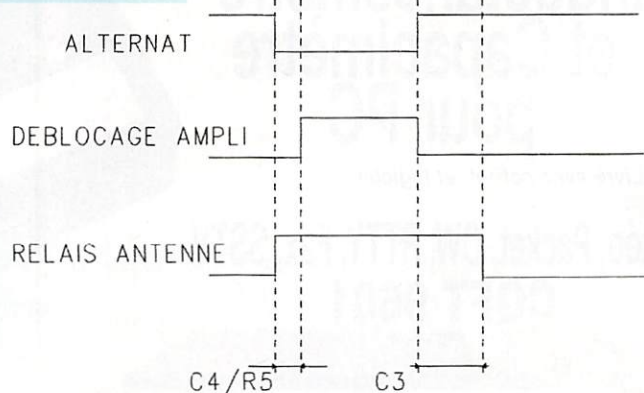 ALTERNAT
DEBLOCAGE AMPLI
RELAIS ANTENNE
C4/R5 C3